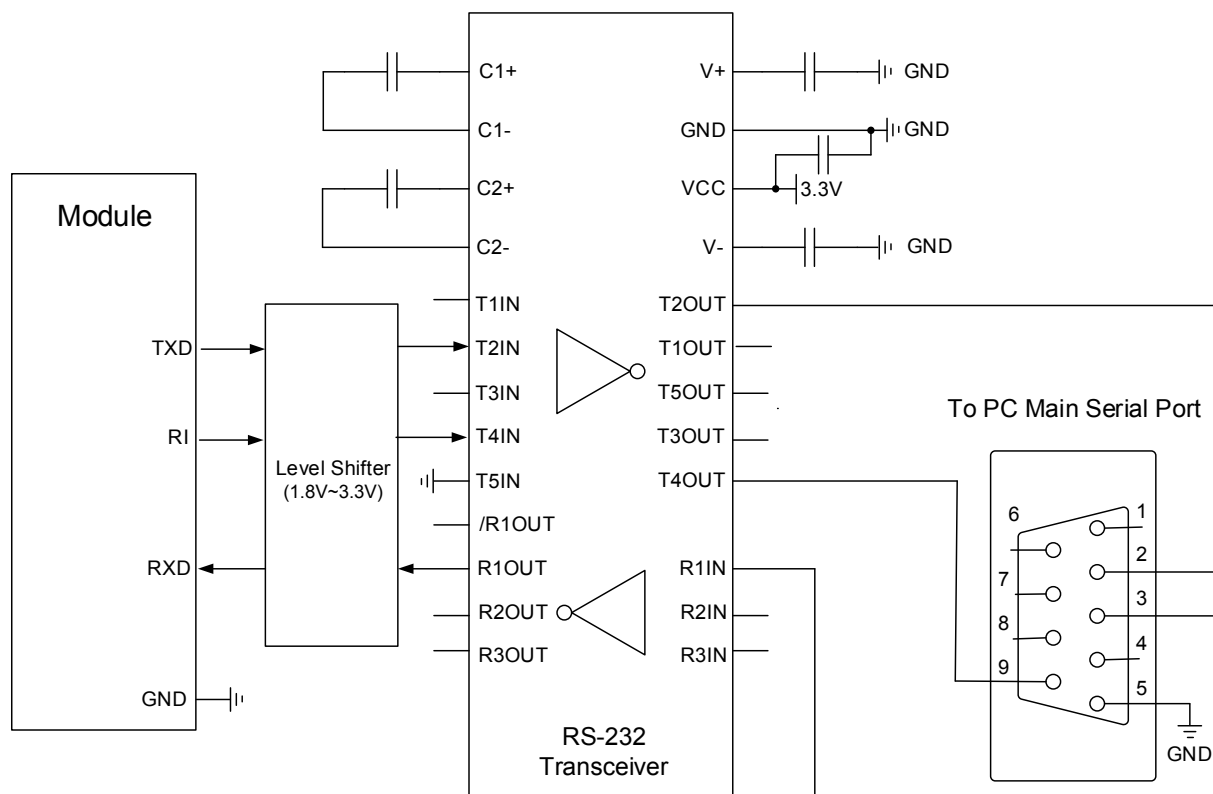 C1+
C1-
C2+
C2-
T1IN
T2IN
T3IN
T4IN
T5IN
/R1OUT
R1OUT
R2OUT
R3OUT
V+
GND
VCC
V-
T2OUT
T1OUT
T5OUT
T3OUT
T4OUT
R1IN
R2IN
R3IN
RS-232
Transceiver
GND
GND
3.3V
GND
Module
TXD
RI
RXD
GND
Level Shifter
(1.8V~3.3V)
To PC Main Serial Port
6
7
8
9
1
2
3
4
5
GND